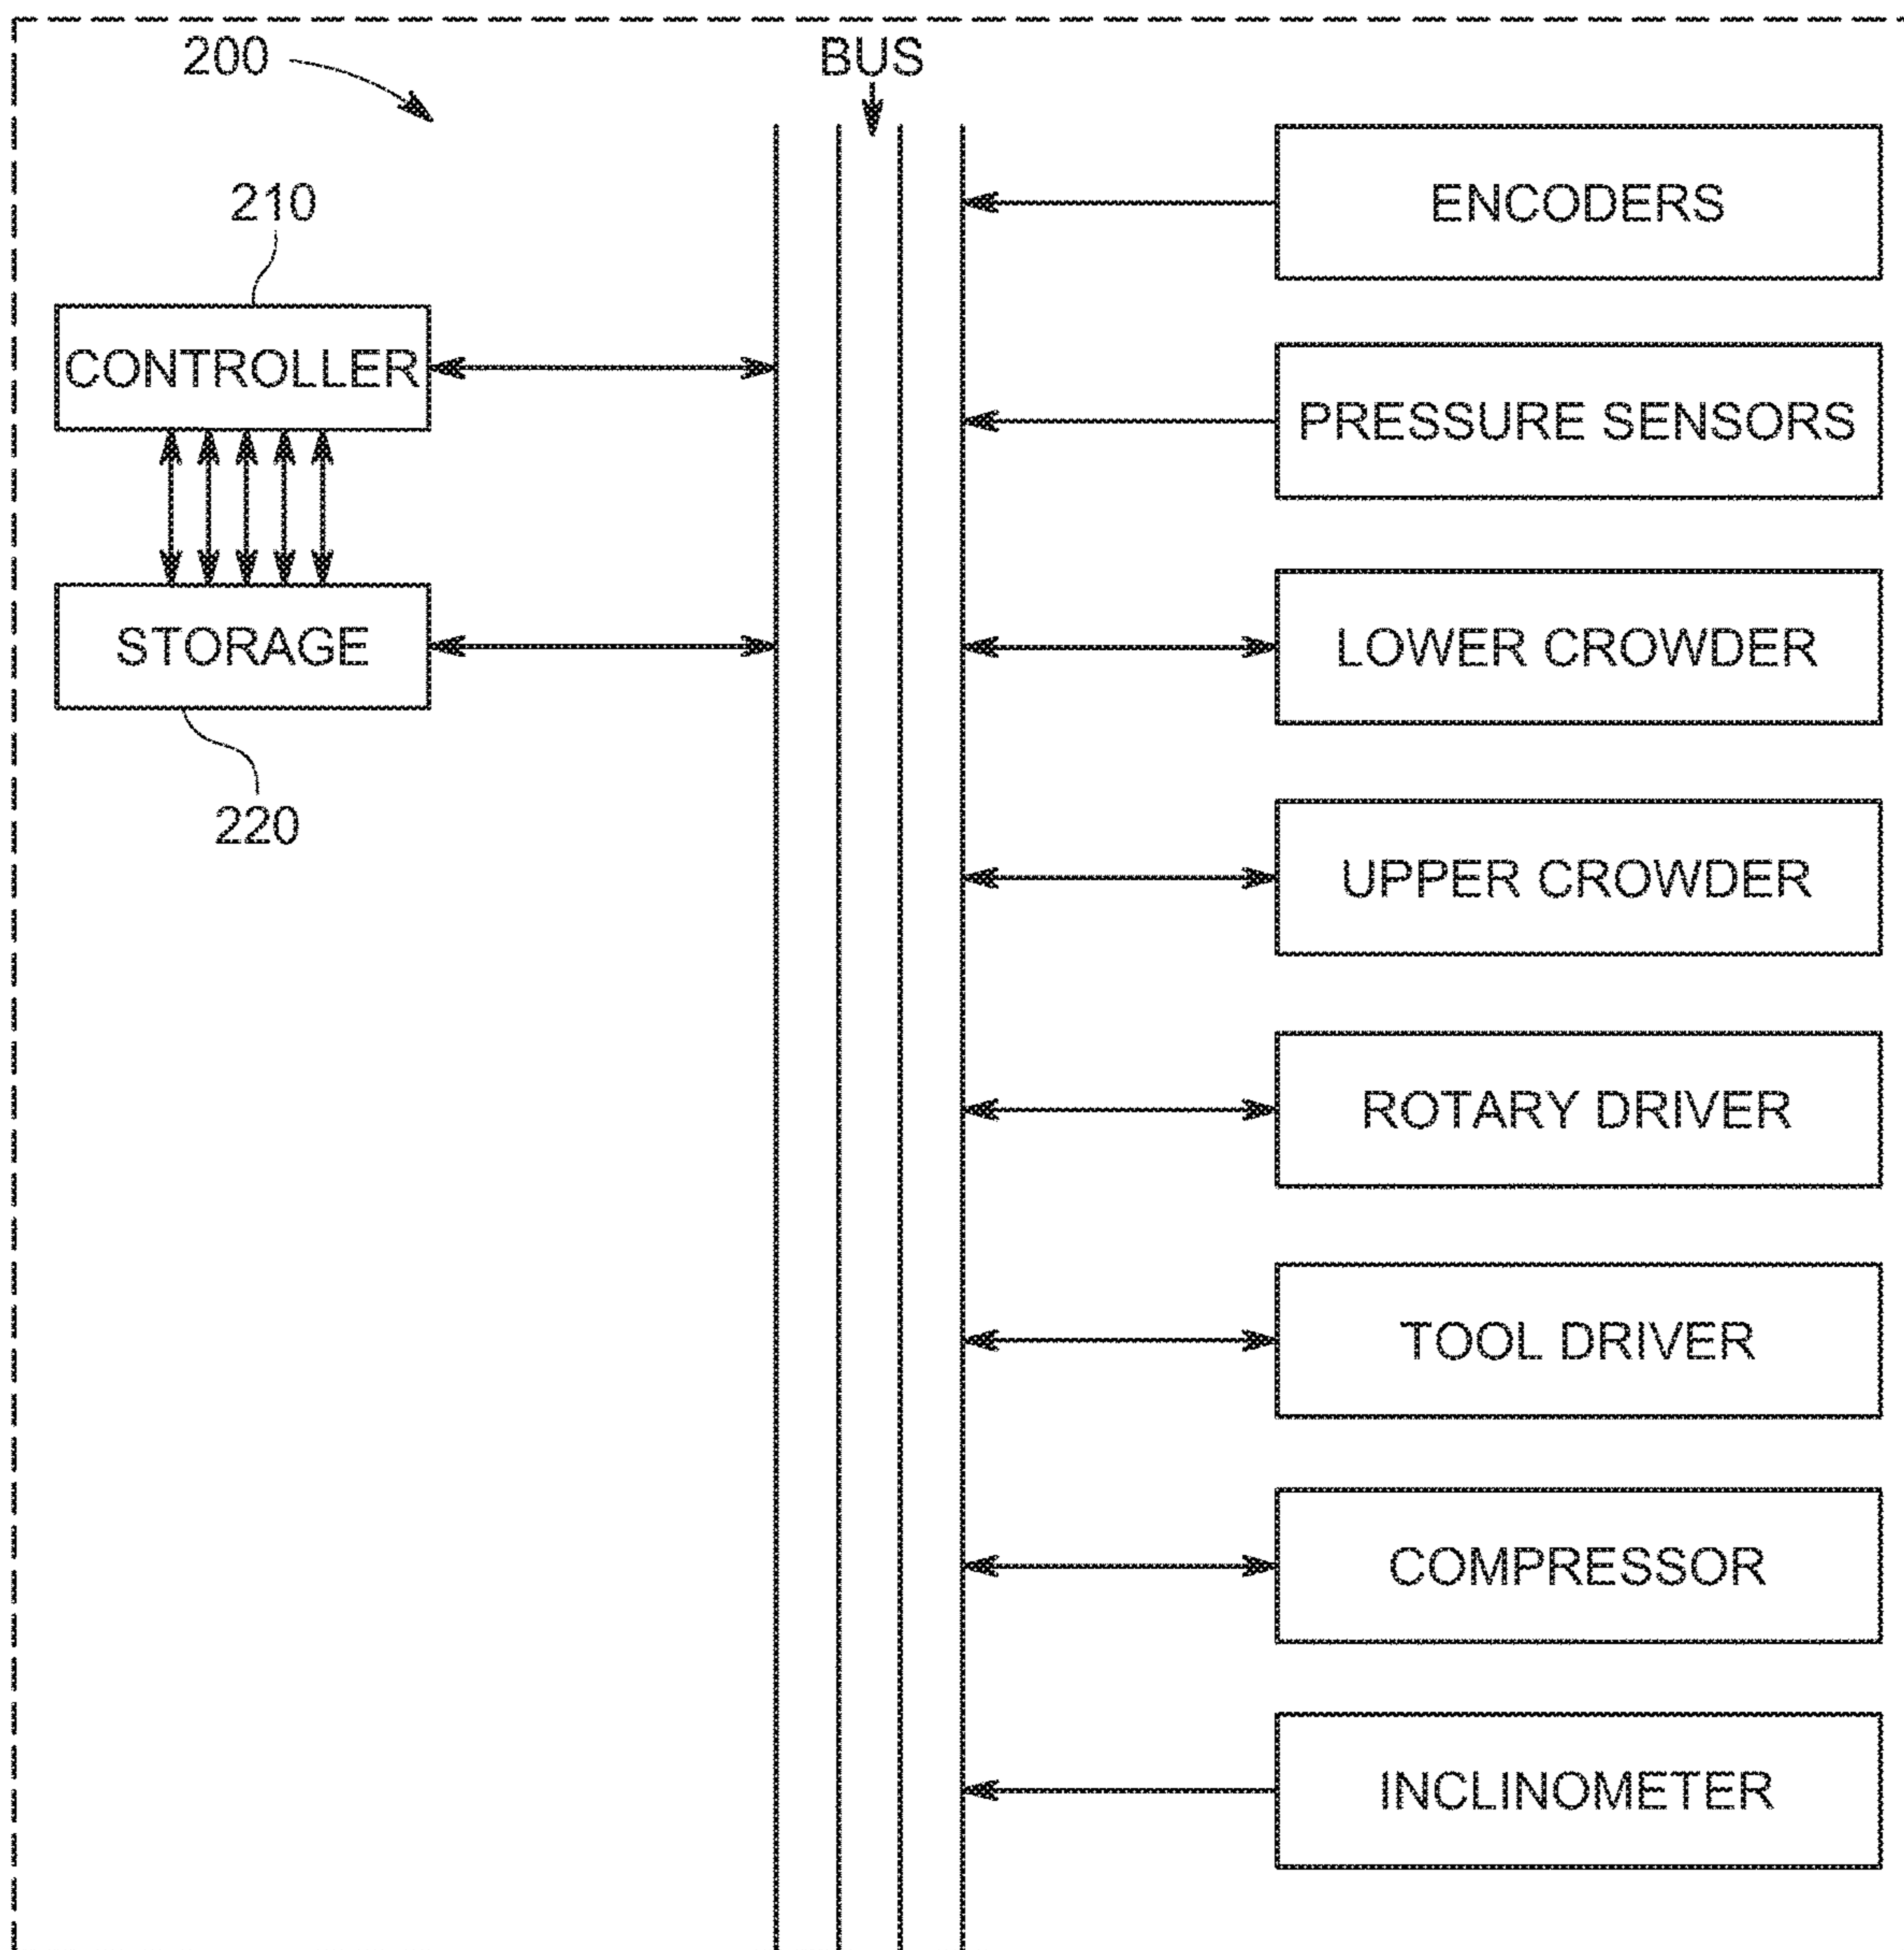 200
BUS
210
CONTROLLER
STORAGE
220
ENCODERS
PRESSURE SENSORS
LOWER CROWDER
UPPER CROWDER
ROTARY DRIVER
TOOL DRIVER
COMPRESSOR
INCLINOMETER